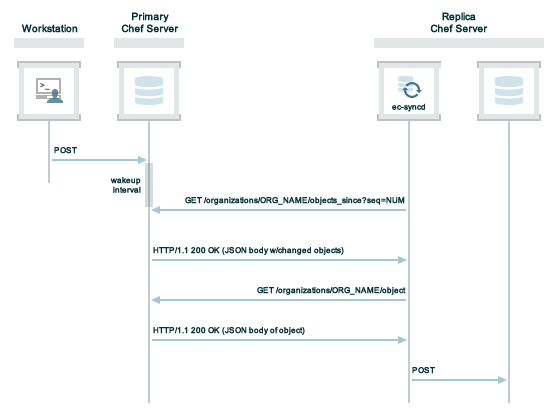 Workstation
Primary
Chef Server
Replica
Chef Server
>_
ec-syncd
POST
wakeup
interval
GET /organizations/ORG_NAME/objects_since?seq=NUM
HTTP/1.1 200 OK (JSON body w/changed objects)
GET /organizations/ORG_NAME/object
HTTP/1.1 200 OK (JSON body of object)
POST